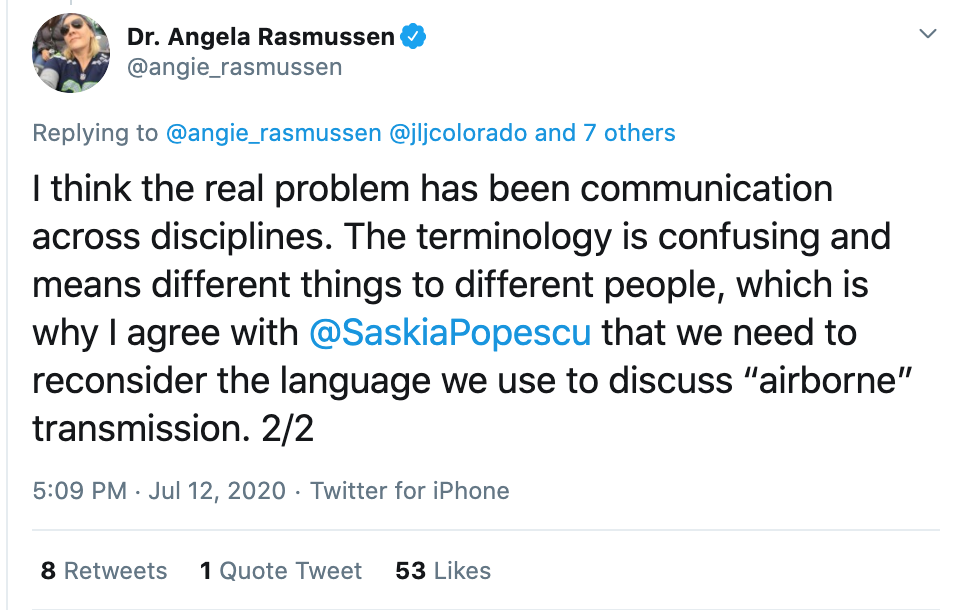 Dr. Angela Rasmussen
@angie_rasmussen
Replying to @angie_rasmussen @jljcolorado and 7 others
I think the real problem has been communication
across disciplines. The terminology is confusing and
means different things to different people, which is
why I agree with @SaskiaPopescu that we need to
reconsider the language we use to discuss “airborne”
transmission. 2/2
5:09 PM · Jul 12, 2020 · Twitter for iPhone
8 Retweets 1 Quote Tweet 53 Likes